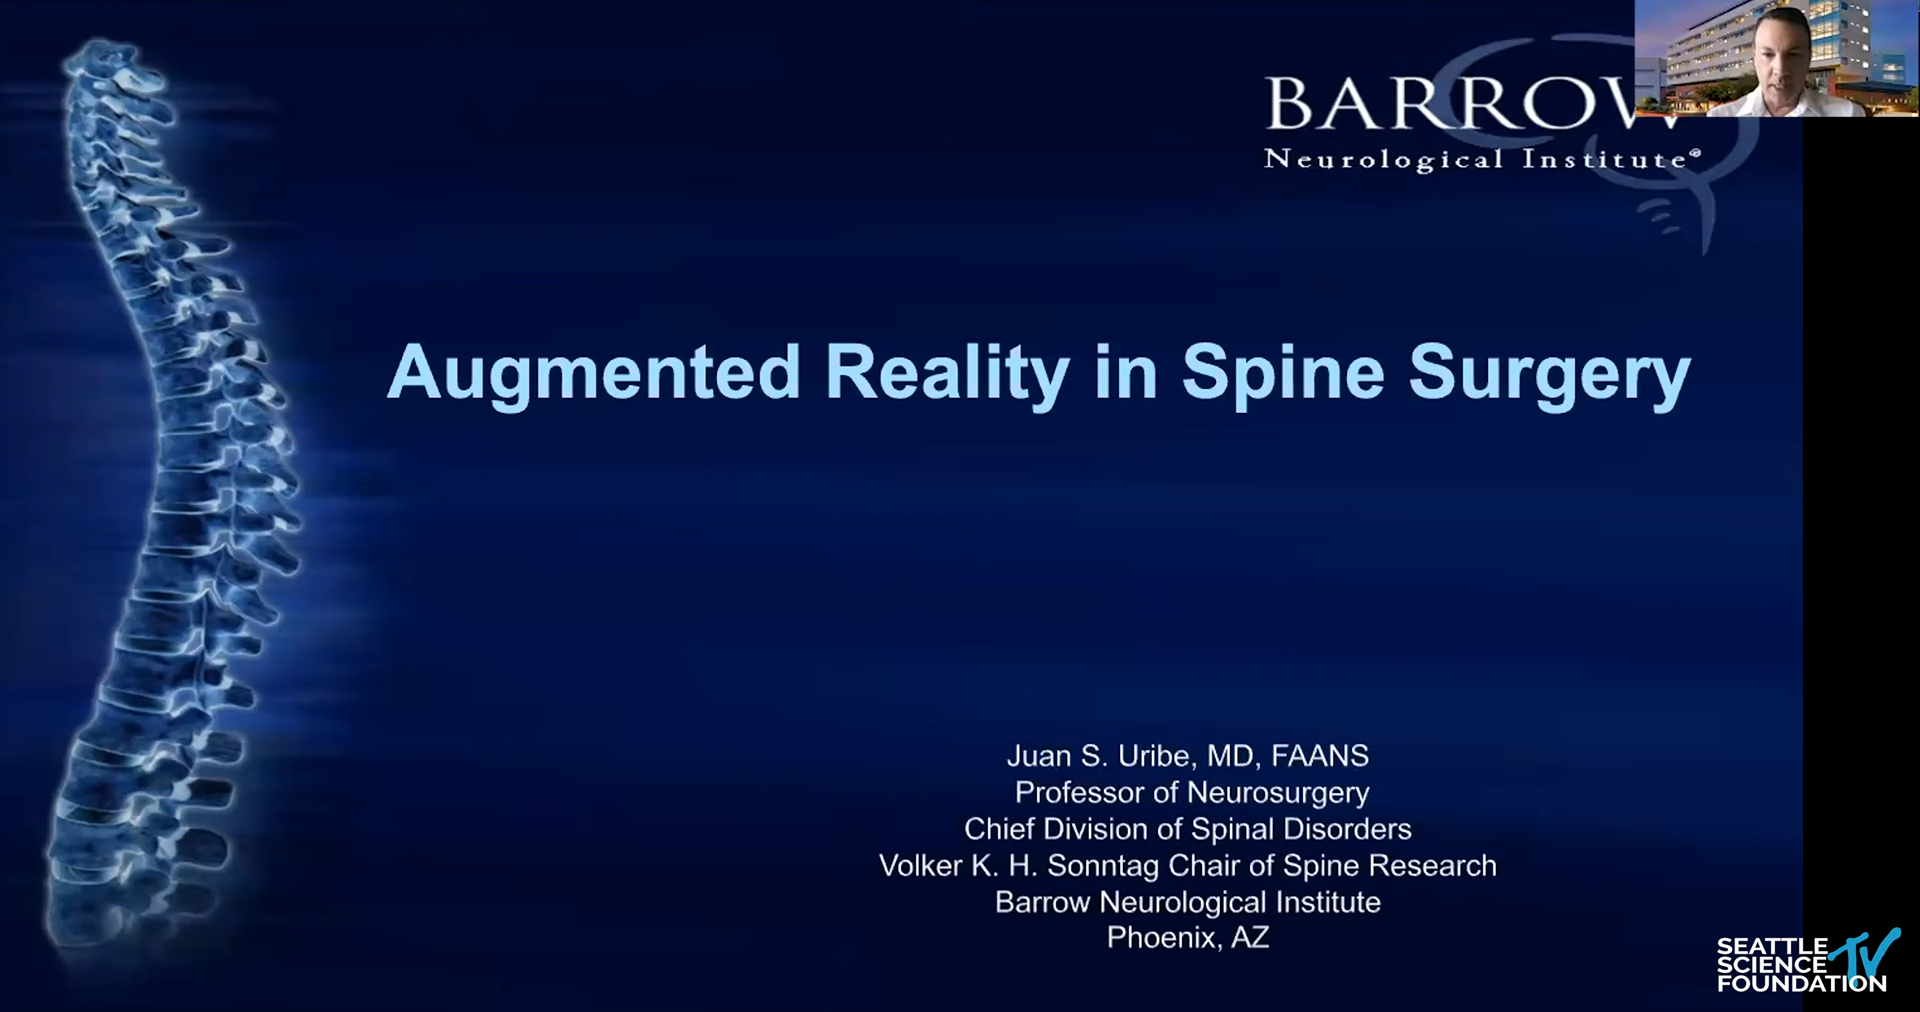 BARROW
Neurological Institute®
Augmented Reality in Spine Surgery
Juan S. Uribe, MD, FAANS
Professor of Neurosurgery
Chief Division of Spinal Disorders
Volker K. H. Sonntag Chair of Spine Research
Barrow Neurological Institute
Phoenix, AZ
SEATTLE
SCIENCE
FOUNDATION
TV